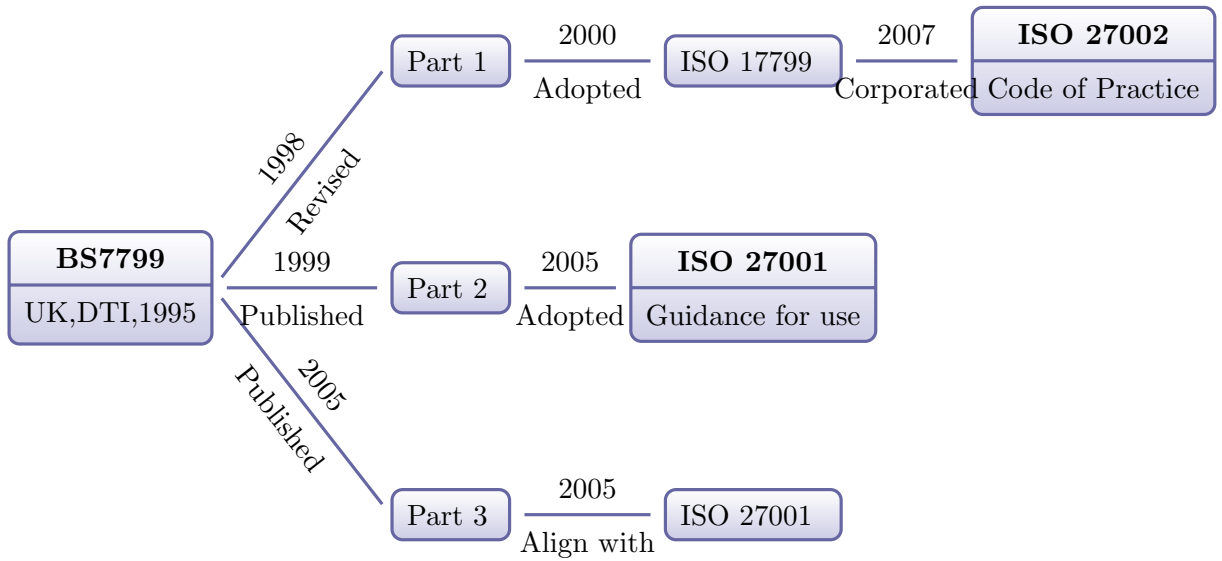 BS7799
UK,DTI,1995
1998
Revised
Part 1
2000
Adopted
ISO 17799
2007
Corporated
ISO 27002
Code of Practice
1999
Published
Part 2
2005
Adopted
ISO 27001
Guidance for use
2005
Published
Part 3
2005
Align with
ISO 27001